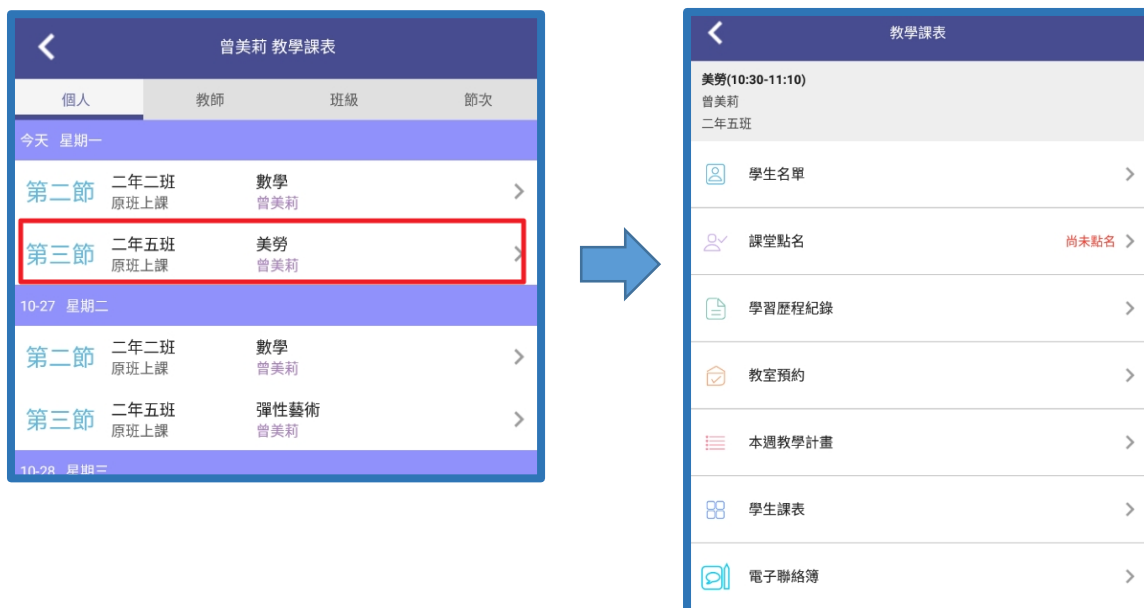 曾美莉 教學課表
個人 教師 班級 節次
今天 星期一
第二節 二年二班 數學
原班上課 曾美莉
第三節 二年五班 美勞
原班上課 曾美莉
10-27 星期二
第二節 二年二班 數學
原班上課 曾美莉
第三節 二年五班 彈性藝術
原班上課 曾美莉
10-28 星期三
教學課表
美勞(10:30-11:10)
曾美莉
二年五班
學生名單
課堂點名 尚未點名
學習歷程紀錄
教室預約
本週教學計畫
學生課表
電子聯絡簿